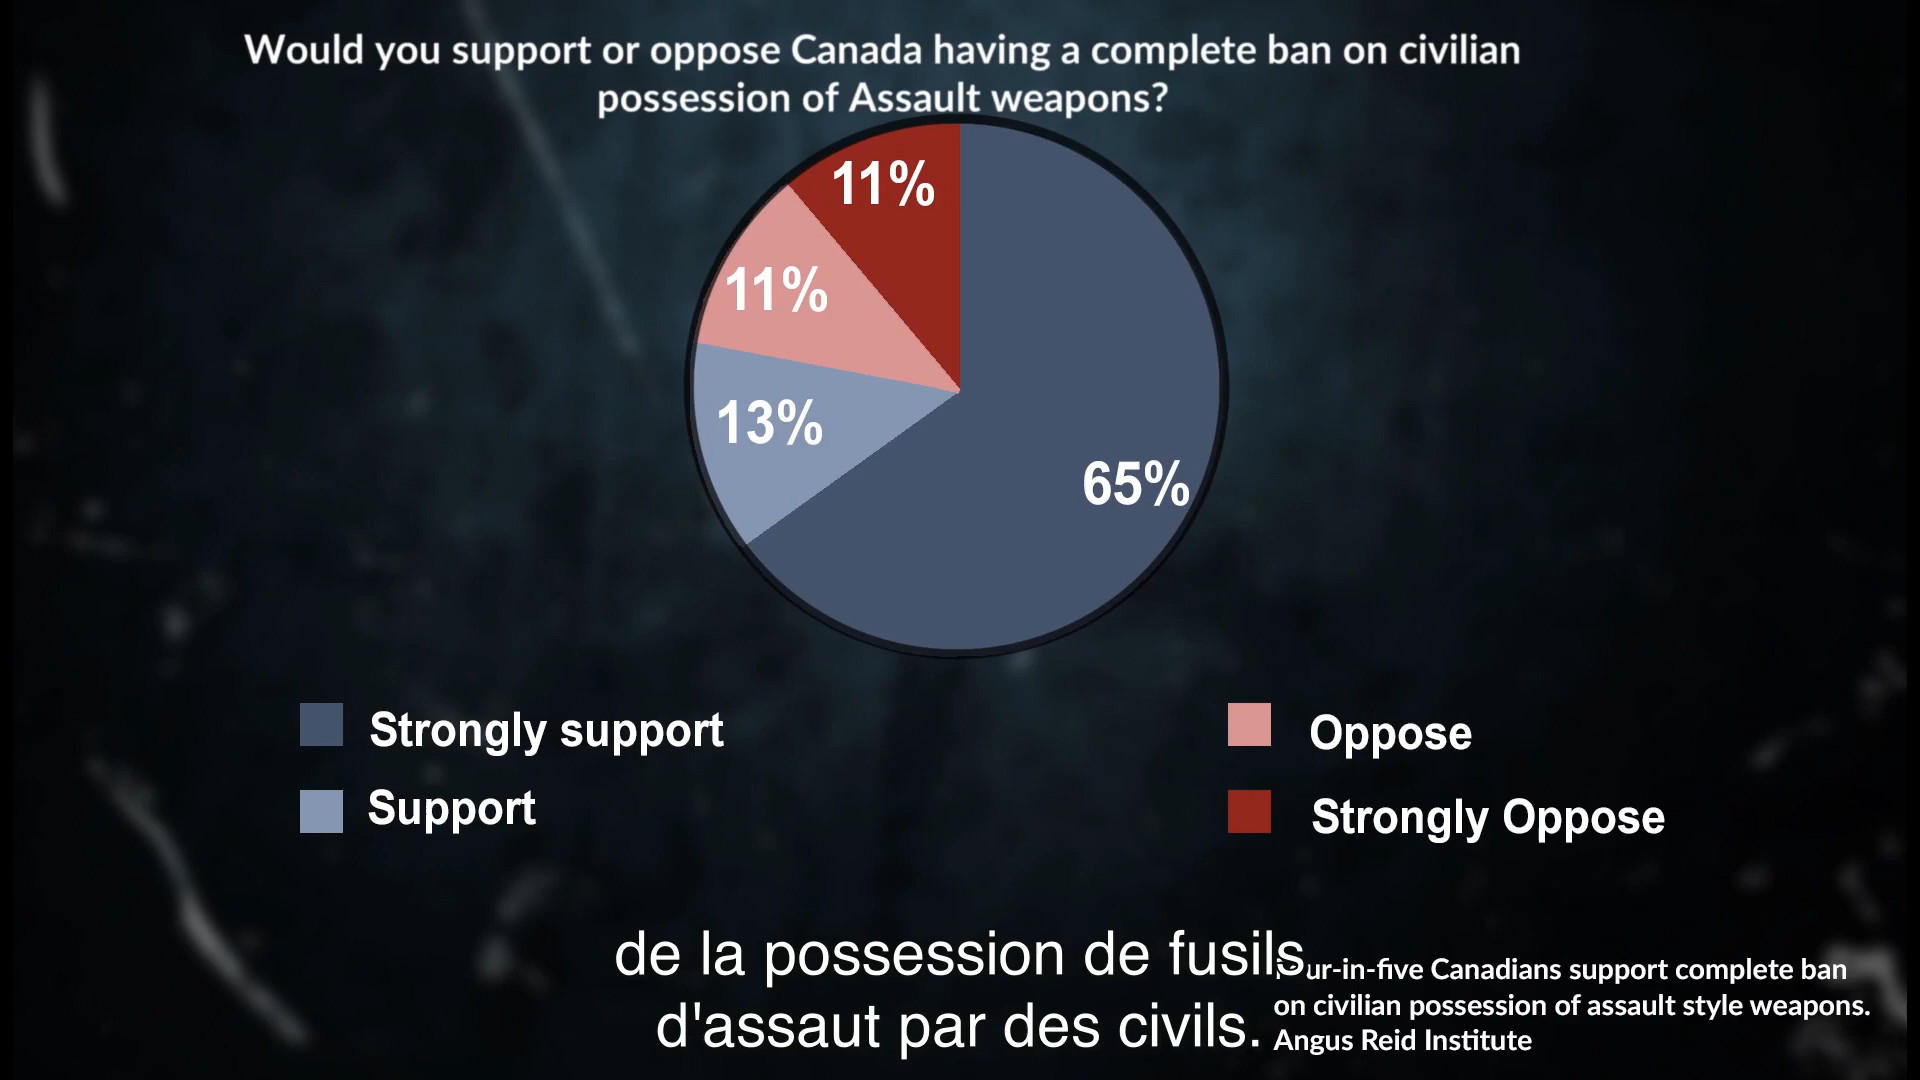 Would you support or oppose Canada having a complete ban on civilian
possession of Assault weapons?
11%
11%
13%
65%
Strongly support
Support
Oppose
Strongly Oppose
de la possession de fusils
d'assaut par des civils.
in-five Canadians support complete ban
on civilian possession of assault style weapons.
Angus Reid Institute